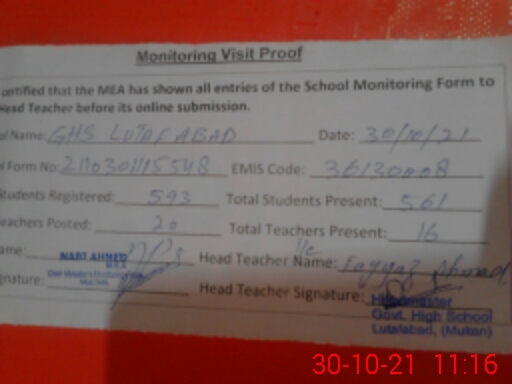 Monitoring Visit Proof
certified that the MEA has shown all entries of the School Monitoring Form to
Head Teacher before its online submission.
ol Name: GHS LUTAFABAD Date: 30/10/21
Form No: EMIS Code: 36130008
Students Registered: 593 Total Students Present: 561
eachers Posted: 20 Total Teachers Present: 16
ame: NABI AHMED Head Teacher Name: Fayyaz Ahmad
M.E.A
gnature: Head Teacher Signature:
Headmaster
Govt. High School
Lutafabad, (Multan)
30-10-21 11:16